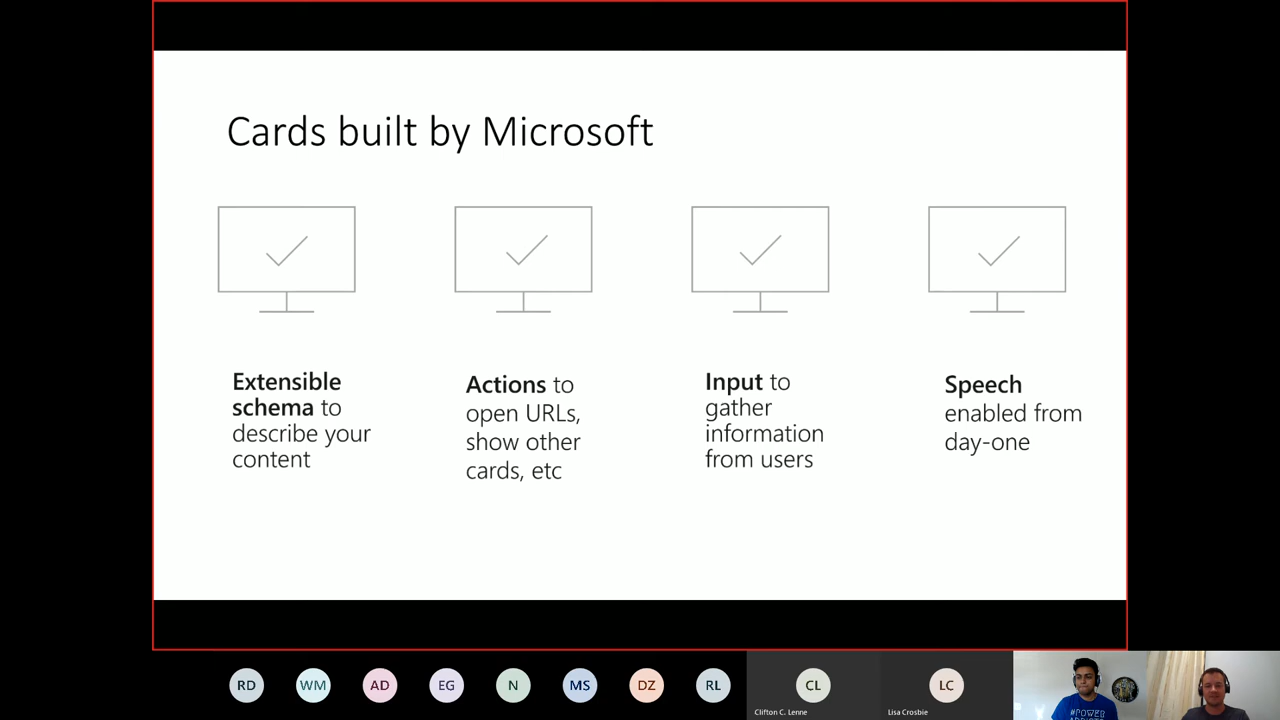 Cards built by Microsoft
Extensible
schema to
describe your
content
Actions to
open URLs,
show other
cards, etc
Input to
gather
information
from users
Speech
enabled from
day-one
RD
WM
AD
EG
N
MS
DZ
RL
CL
Clifton C. Lenne
LC
Lisa Crosbie
#POWER